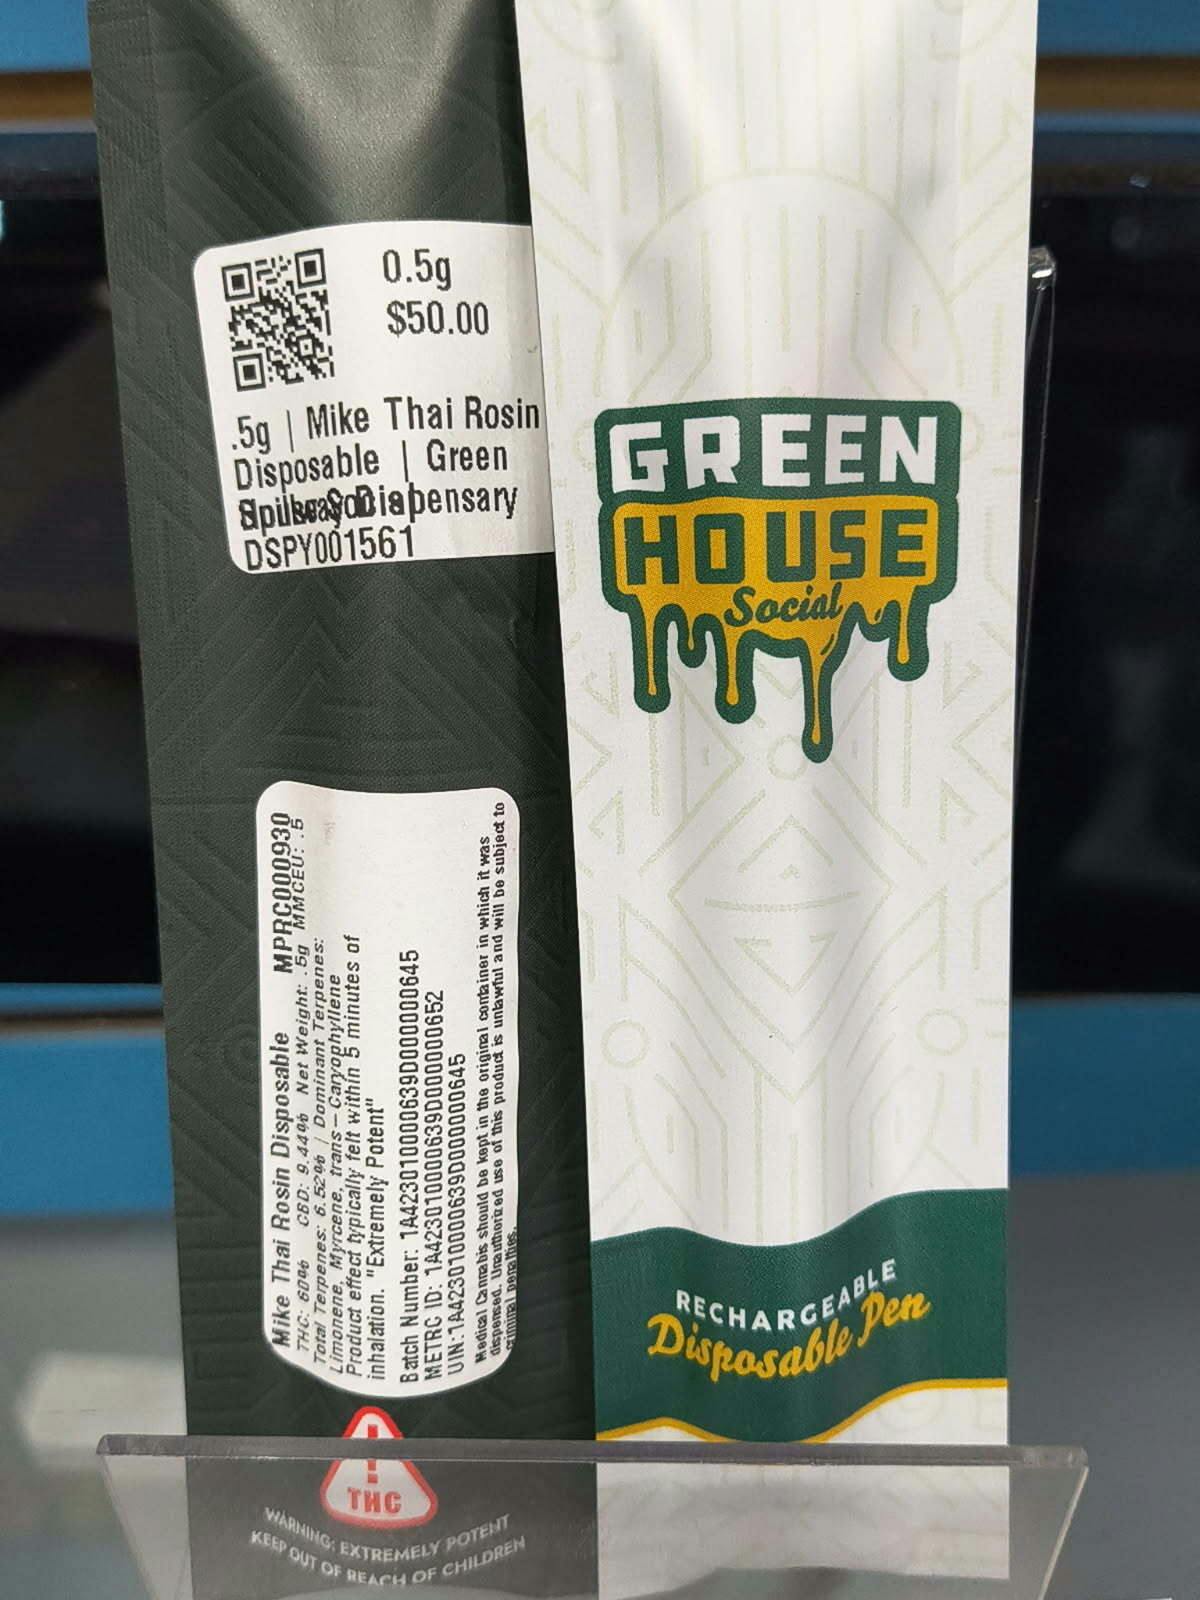 0.5g
$50.00
.5g | Mike Thai Rosin
Disposable | Green
Dispensary
DSPY001561
Mike Thai Rosin Disposable MPRC000930
THC: 60% CBD: 9.44% Net Weight: .5g MMCEU: .5
Total Terpenes: 6.52% | Dominant Terpenes:
Limonene, Myrcene, trans-Caryophyllene
Product effect typically felt within 5 minutes of
inhalation. "Extremely Potent"
Batch Number: 1A4230100000639D000000645
METRC ID: 1A4230100000639D000000652
UIN:1A4230100000639D000000645
Medical Cannabis should be kept in the original container in which it was
dispensed. Unauthorized use of this product is unlawful and will be subject to
criminal penalties.
!
THC
WARNING: EXTREMELY POTENT
KEEP OUT OF REACH OF CHILDREN
GREEN
HOUSE
Social
RECHARGEABLE
Disposable Pen